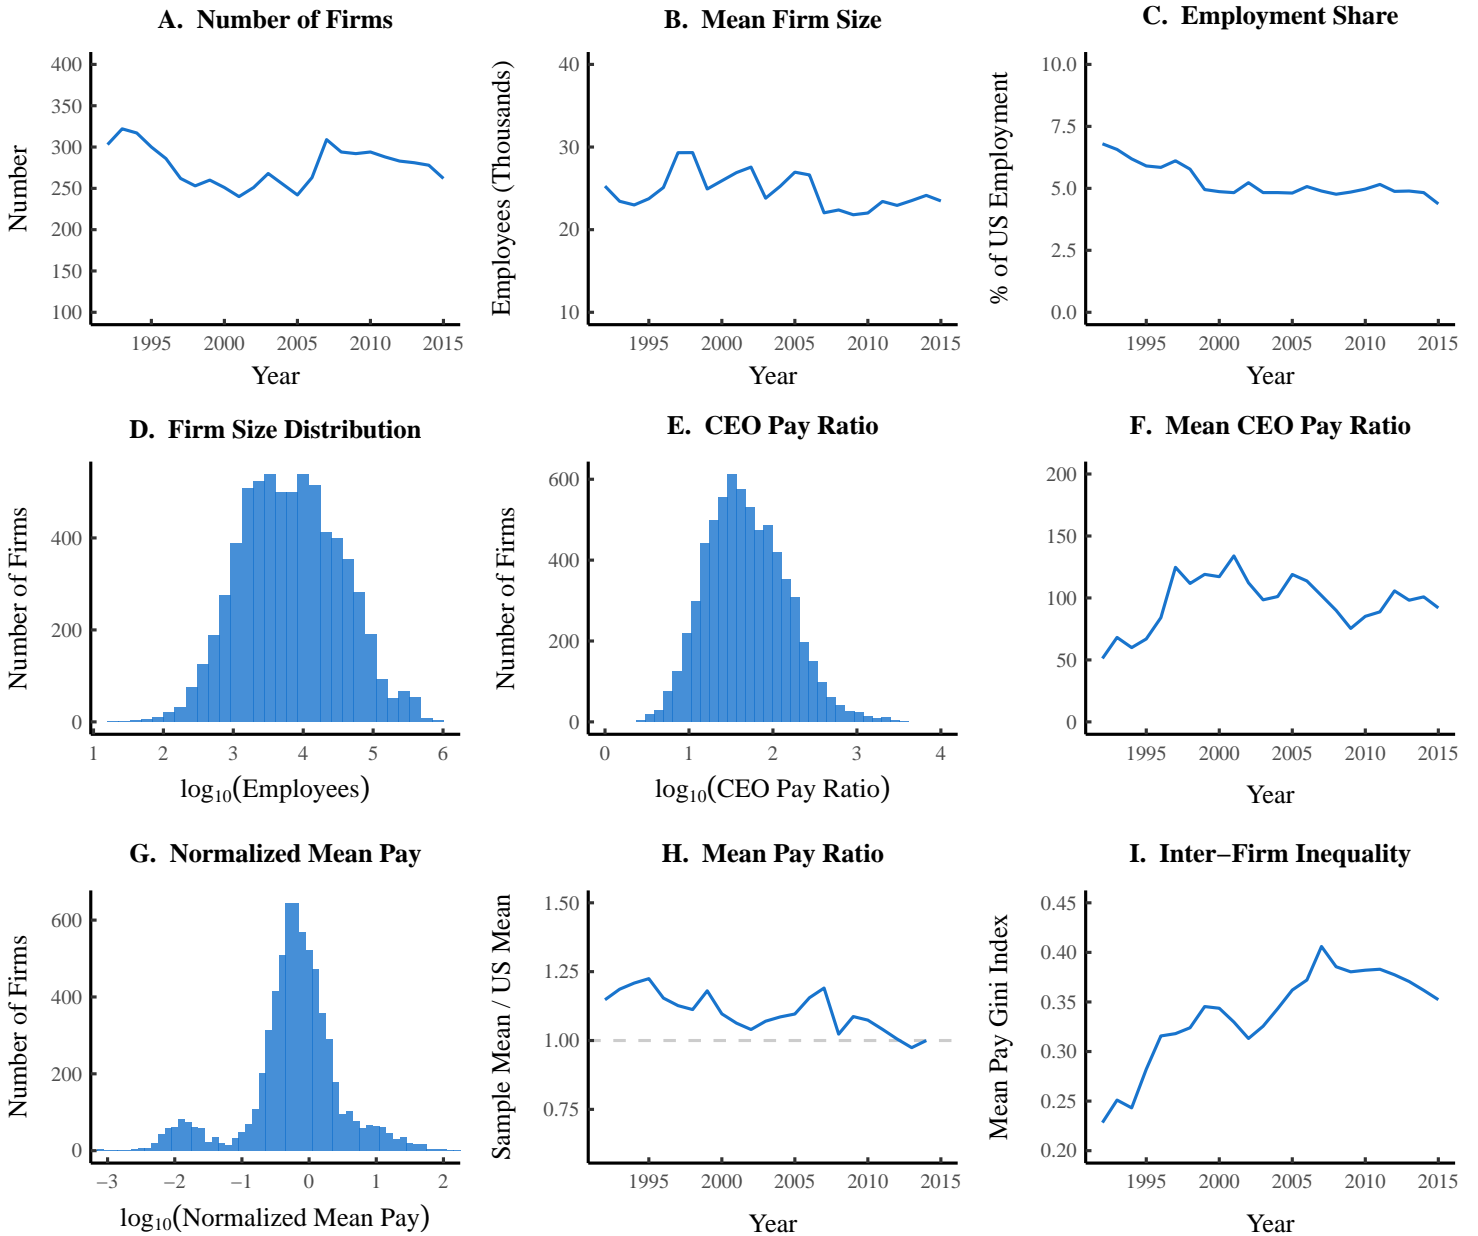 A. Number of Firms
Number
400
350
300
250
200
150
100
1995 2000 2005 2010 2015
Year
B. Mean Firm Size
Employees (Thousands)
40
30
20
10
1995 2000 2005 2010 2015
Year
C. Employment Share
% of US Employment
10.0
7.5
5.0
2.5
0.0
1995 2000 2005 2010 2015
Year
D. Firm Size Distribution
Number of Firms
400
200
0
1 2 3 4 5 6
log₁₀(Employees)
E. CEO Pay Ratio
Number of Firms
600
400
200
0
0 1 2 3 4
log₁₀(CEO Pay Ratio)
F. Mean CEO Pay Ratio
200
150
100
50
0
1995 2000 2005 2010 2015
Year
G. Normalized Mean Pay
Number of Firms
600
400
200
0
−3 −2 −1 0 1 2
log₁₀(Normalized Mean Pay)
H. Mean Pay Ratio
Sample Mean / US Mean
1.50
1.25
1.00
0.75
1995 2000 2005 2010 2015
Year
I. Inter−Firm Inequality
Mean Pay Gini Index
0.45
0.40
0.35
0.30
0.25
0.20
1995 2000 2005 2010 2015
Year